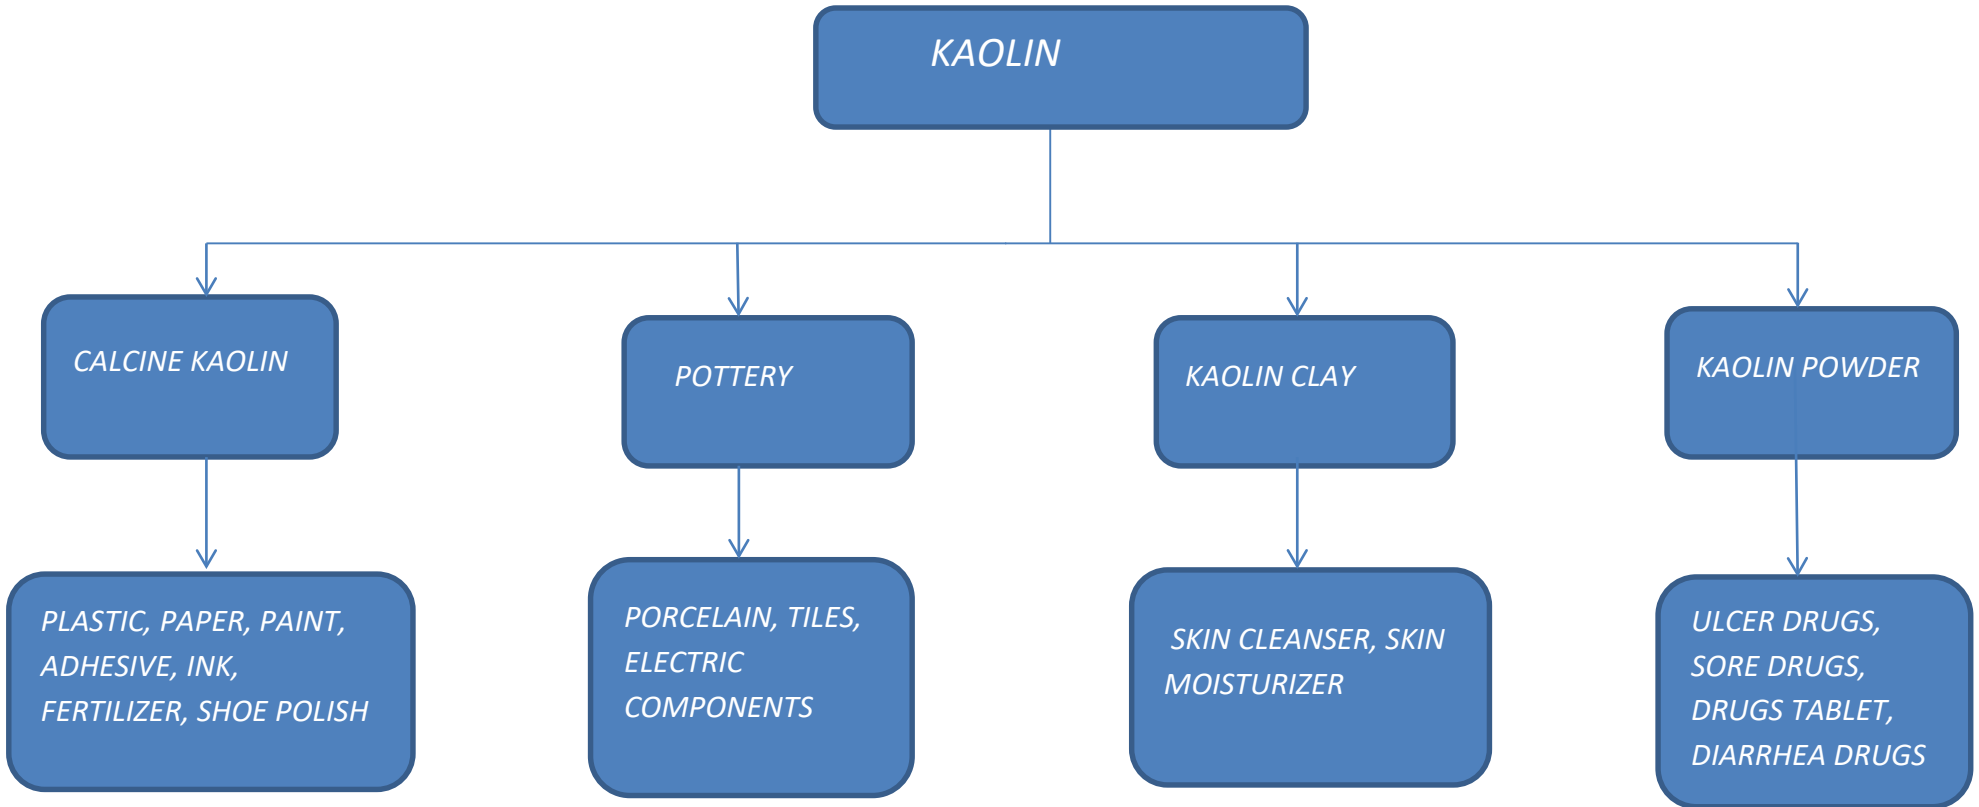 KAOLIN
CALCINE KAOLIN
POTTERY
KAOLIN CLAY
KAOLIN POWDER
PLASTIC, PAPER, PAINT,
ADHESIVE, INK,
FERTILIZER, SHOE POLISH
PORCELAIN, TILES,
ELECTRIC
COMPONENTS
SKIN CLEANSER, SKIN
MOISTURIZER
ULCER DRUGS,
SORE DRUGS,
DRUGS TABLET,
DIARRHEA DRUGS